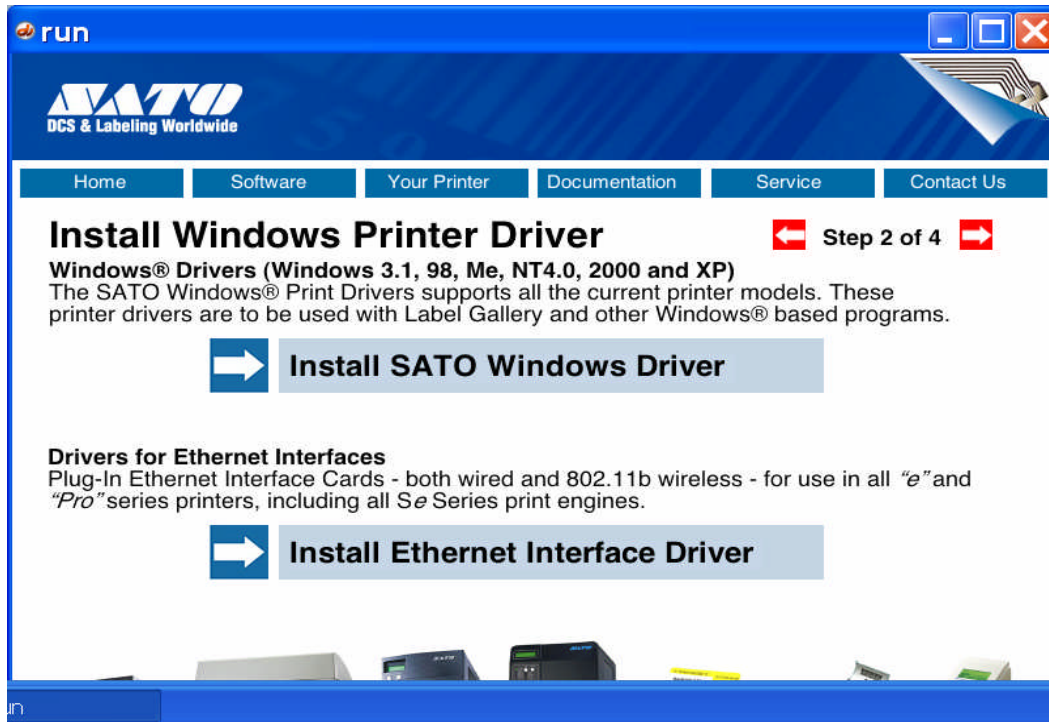 run
SATO
DCS & Labeling Worldwide
Home Software Your Printer Documentation Service Contact Us
Install Windows Printer Driver
Step 2 of 4
Windows® Drivers (Windows 3.1, 98, Me, NT4.0, 2000 and XP)
The SATO Windows® Print Drivers supports all the current printer models. These
printer drivers are to be used with Label Gallery and other Windows® based programs.
Install SATO Windows Driver
Drivers for Ethernet Interfaces
Plug-In Ethernet Interface Cards - both wired and 802.11b wireless - for use in all “e” and
“Pro” series printers, including all Se Series print engines.
Install Ethernet Interface Driver
SATO
SATO
un